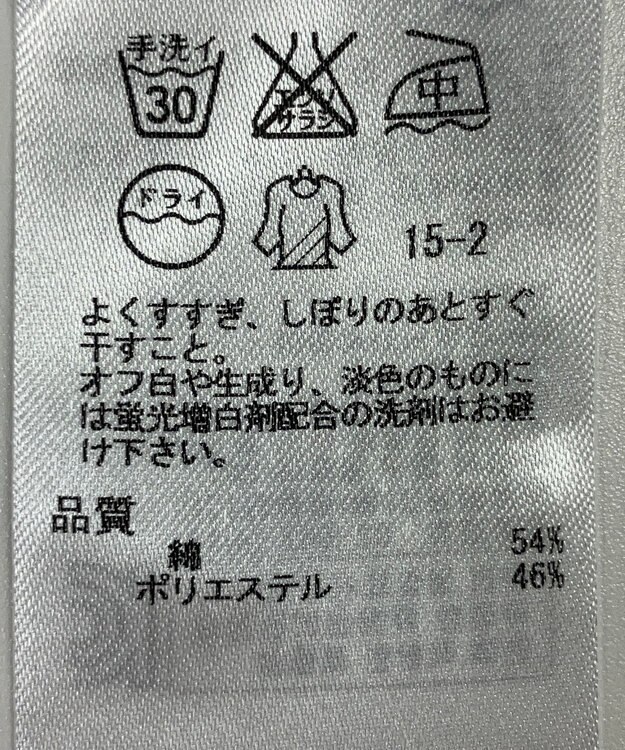 手洗イ
30
エンソ
サラシ
中
ドライ
15-2
よくすすぎ、しぼりのあとすぐ
干すこと。
オフ白や生成り、淡色のものに
は蛍光増白剤配合の洗剤はお避
け下さい。
品質
綿 54%
ポリエステル 46%